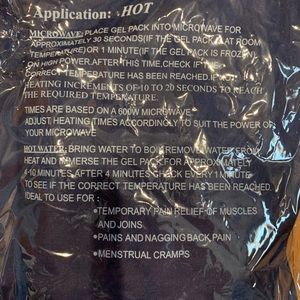 Application: HOT
MICROWAVE: PLACE GEL PACK INTO MICROWAVE FOR
APPROXIMATELY 30 SECONDS(IF THE GEL PACK IS AT ROOM
TEMPERATURE)OR 1 MINUTE(IF THE GEL PACK IS FROZEN)
ON HIGH POWER.AFTER THIS TIME.CHECK IF THE
CORRECT TEMPERATURE HAS BEEN REACHED.IF NOT,
HEATING INCREMENTS OF 10 TO 20 SECONDS TO REACH
THE REQUIRED TEMPERATURE.
TIMES ARE BASED ON A 600W MICROWAVE
ADJUST HEATING TIMES ACCORDINGLY TO SUIT THE POWER OF
YOUR MICROWAVE
HOT WATER: BRING WATER TO BOIL REMOVE WATER FROM
HEAT AND IMMERSE THE GEL PACK FOR APPROXIMATELY
MINUTES, AFTER 4 MINUTES CHECK EVERY 1 MINUTE
TO SEE IF THE CORRECT TEMPERATURE HAS BEEN REACHED.
IDEAL TO USE FOR :
•TEMPORARY PAIN RELIEF OF MUSCLES
AND JOINS.
•PAINS AND NAGGING BACK PAIN
•MENSTRUAL CRAMPS